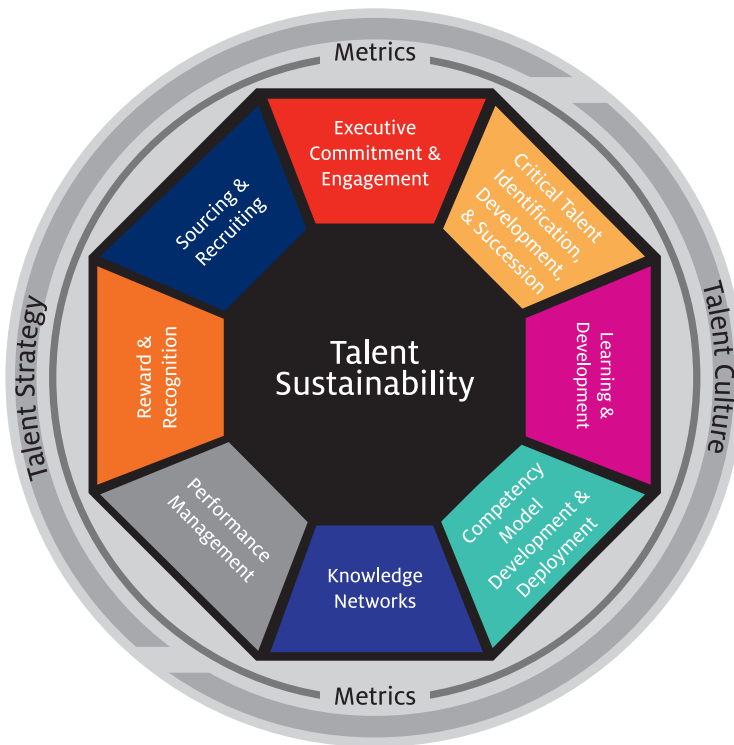 Metrics
Executive
Commitment &
Engagement
Critical Talent
Identification,
Development,
& Succession
Learning &
Development
Competency
Model
Development &
Deployment
Knowledge
Networks
Performance
Management
Reward &
Recognition
Sourcing &
Recruiting
Talent
Sustainability
Talent Strategy
Talent Culture
Metrics